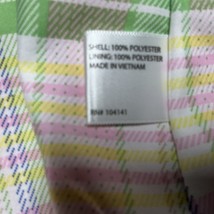 SHELL: 100% POLYESTER
LINING: 100% POLYESTER
MADE IN VIETNAM
RN# 104141